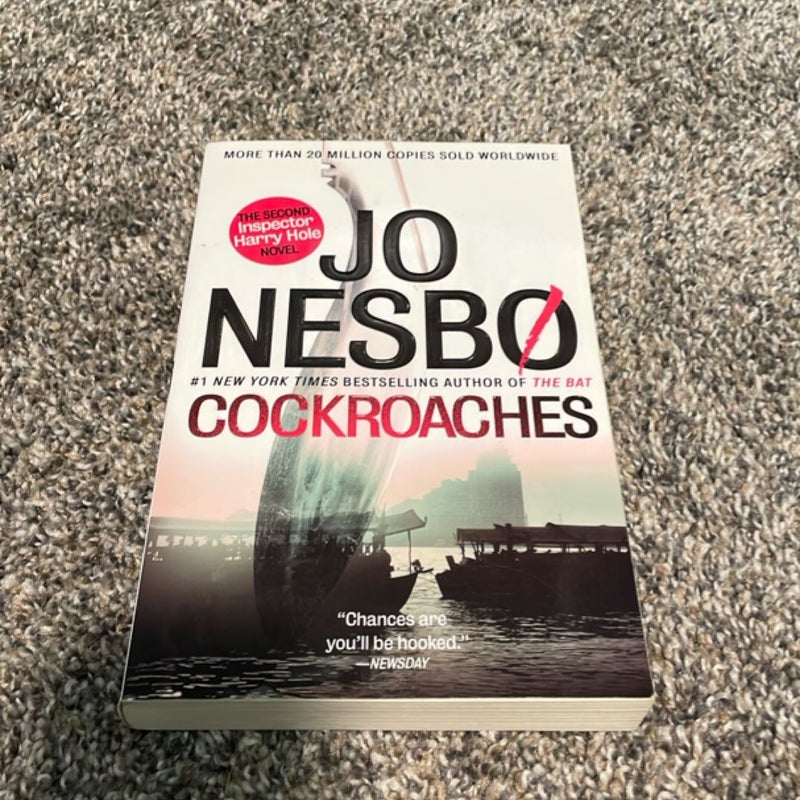 MORE THAN 20 MILLION COPIES SOLD WORLDWIDE
THE SECOND
Inspector
Harry Hole
NOVEL
JO
NESBØ
#1 NEW YORK TIMES BESTSELLING AUTHOR OF THE BAT
COCKROACHES
“Chances are
you’ll be hooked.”
—NEWSDAY